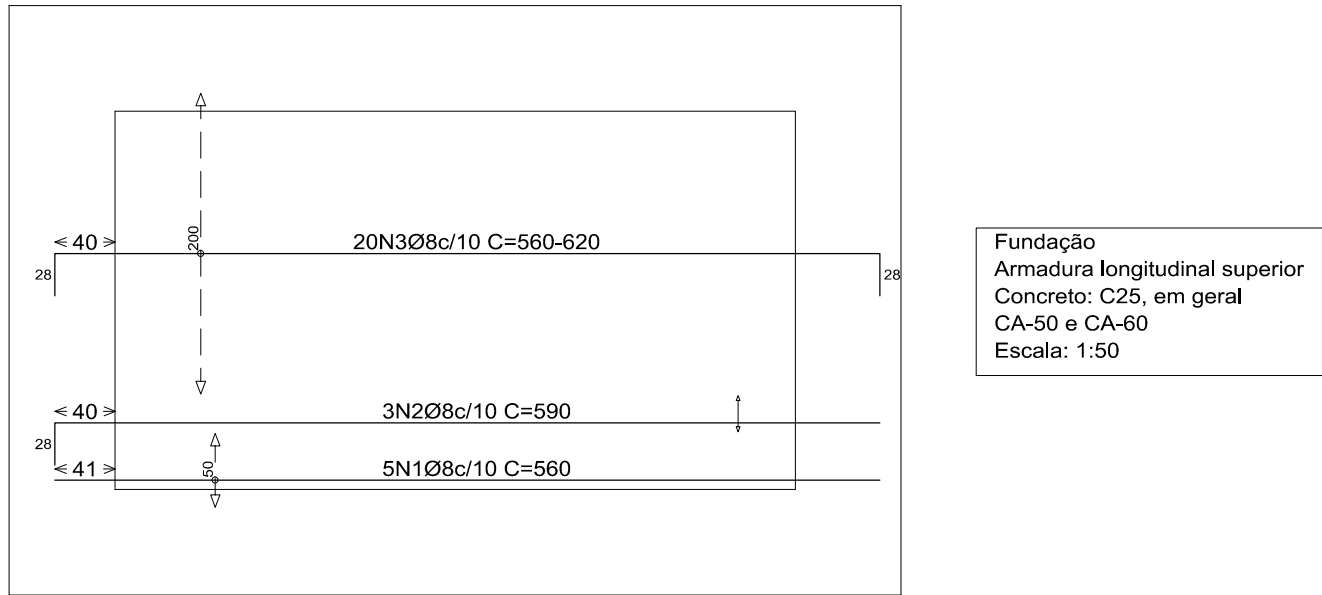 200
< 40 >
20N3Ø8c/10 C=560-620
28
28
< 40 >
3N2Ø8c/10 C=590
28
< 41 >
50
5N1Ø8c/10 C=560
Fundação
Armadura longitudinal superior
Concreto: C25, em geral
CA-50 e CA-60
Escala: 1:50